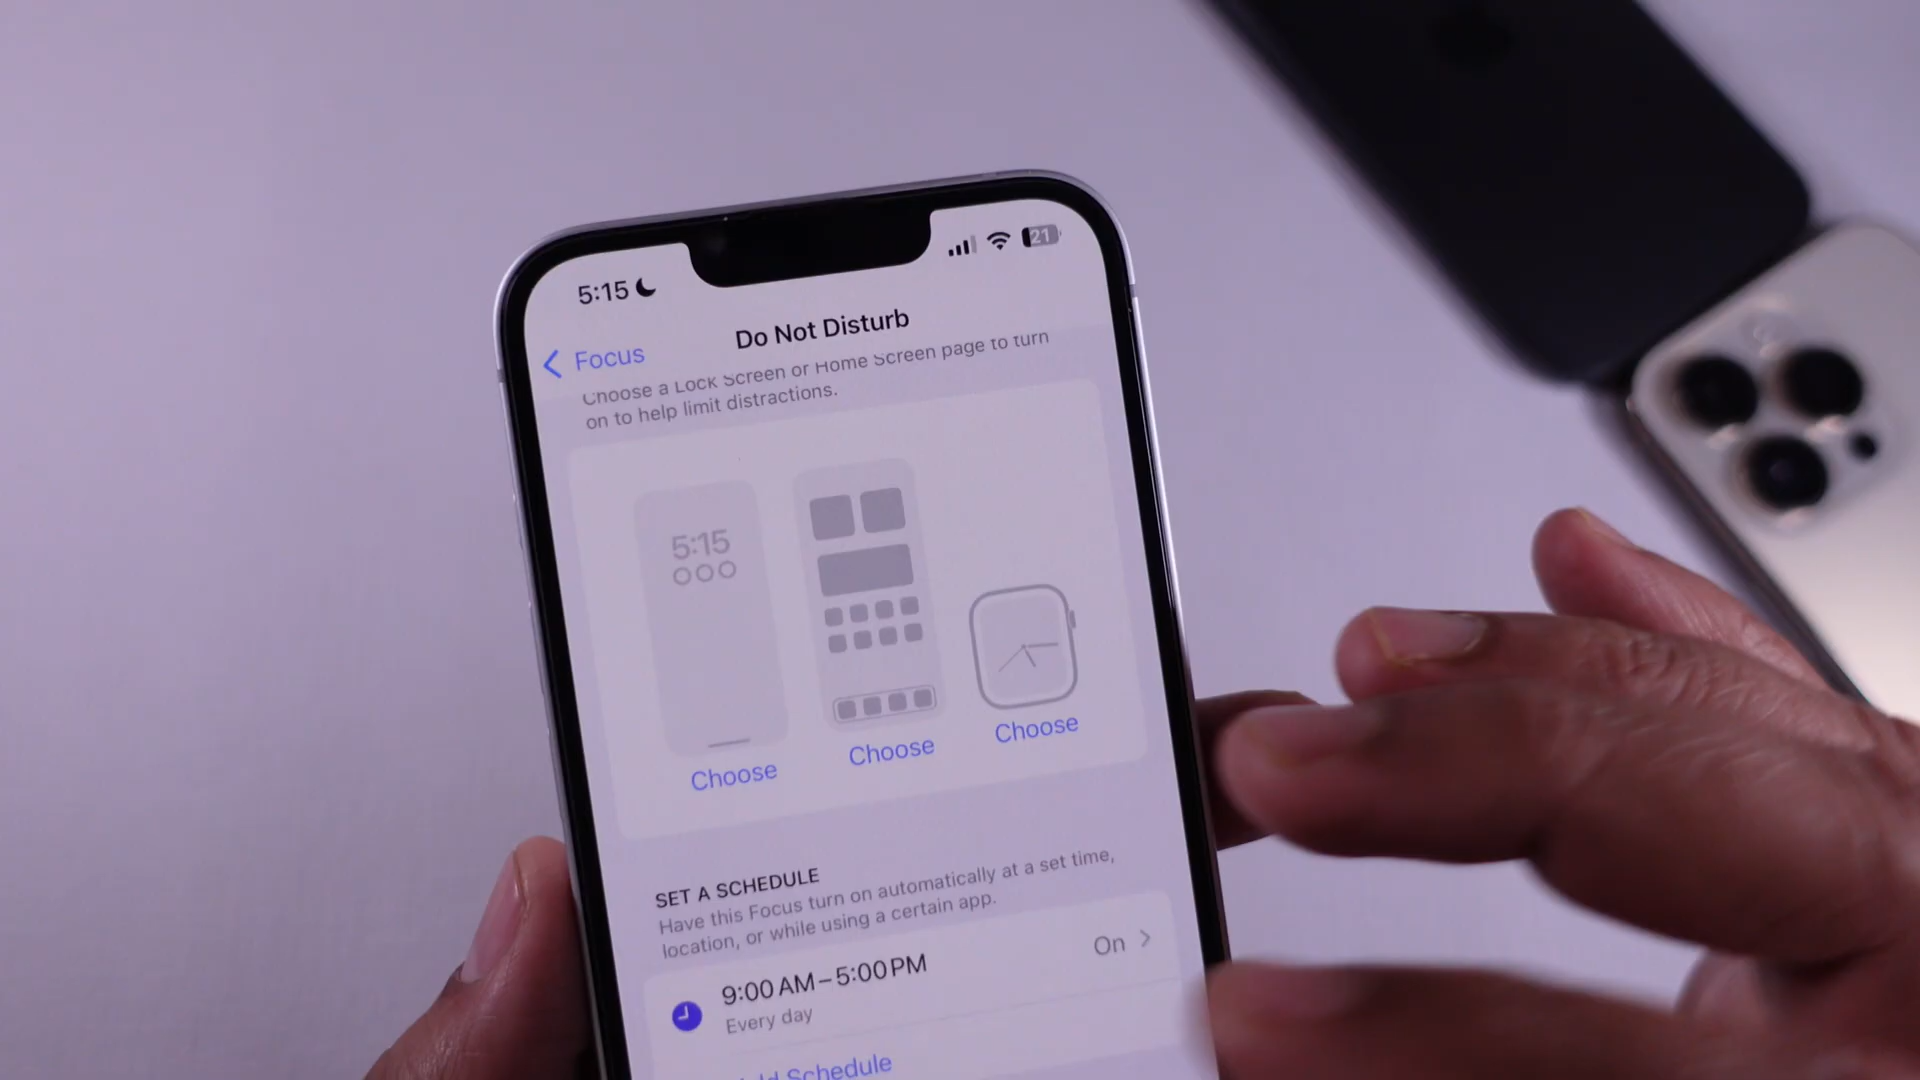 5:15
21
Focus
Do Not Disturb
Choose a Lock Screen or Home Screen page to turn
on to help limit distractions.
5:15
Choose
Choose
Choose
SET A SCHEDULE
Have this Focus turn on automatically at a set time,
location, or while using a certain app.
9:00 AM – 5:00 PM
On
Every day
Add Schedule